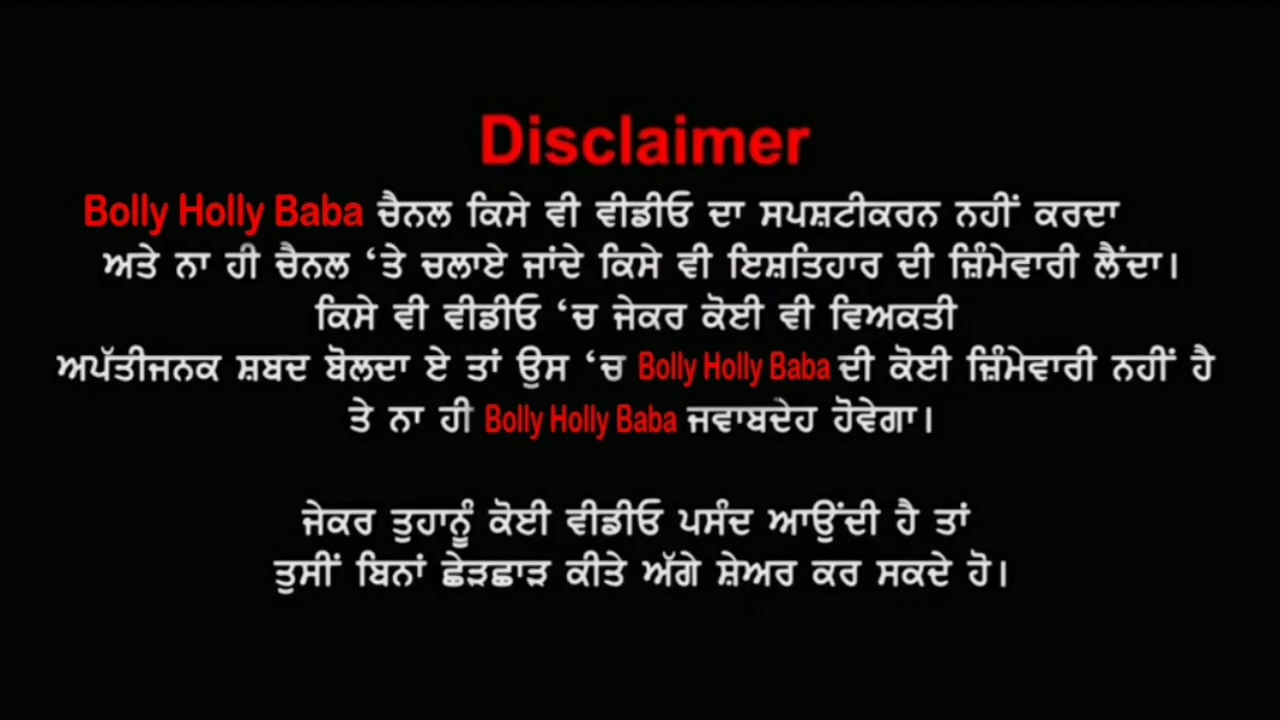 Disclaimer
Bolly Holly Baba ਚੈਨਲ ਕਿਸੇ ਵੀ ਵੀਡੀਓ ਦਾ ਸਪਸ਼ਟੀਕਰਨ ਨਹੀਂ ਕਰਦਾ
ਅਤੇ ਨਾ ਹੀ ਚੈਨਲ ‘ਤੇ ਚਲਾਏ ਜਾਂਦੇ ਕਿਸੇ ਵੀ ਇਸ਼ਤਿਹਾਰ ਦੀ ਜ਼ਿੰਮੇਵਾਰੀ ਲੈਂਦਾ।
ਕਿਸੇ ਵੀ ਵੀਡੀਓ ‘ਚ ਜੇਕਰ ਕੋਈ ਵੀ ਵਿਅਕਤੀ
ਅਪੱਤੀਜਨਕ ਸ਼ਬਦ ਬੋਲਦਾ ਏ ਤਾਂ ਉਸ ‘ਚ Bolly Holly Baba ਦੀ ਕੋਈ ਜ਼ਿੰਮੇਵਾਰੀ ਨਹੀਂ ਹੈ
ਤੇ ਨਾ ਹੀ Bolly Holly Baba ਜਵਾਬਦੇਹ ਹੋਵੇਗਾ।
ਜੇਕਰ ਤੁਹਾਨੂੰ ਕੋਈ ਵੀਡੀਓ ਪਸੰਦ ਆਉਂਦੀ ਹੈ ਤਾਂ
ਤੁਸੀਂ ਬਿਨਾਂ ਛੇੜਛਾੜ ਕੀਤੇ ਅੱਗੇ ਸ਼ੇਅਰ ਕਰ ਸਕਦੇ ਹੋ।